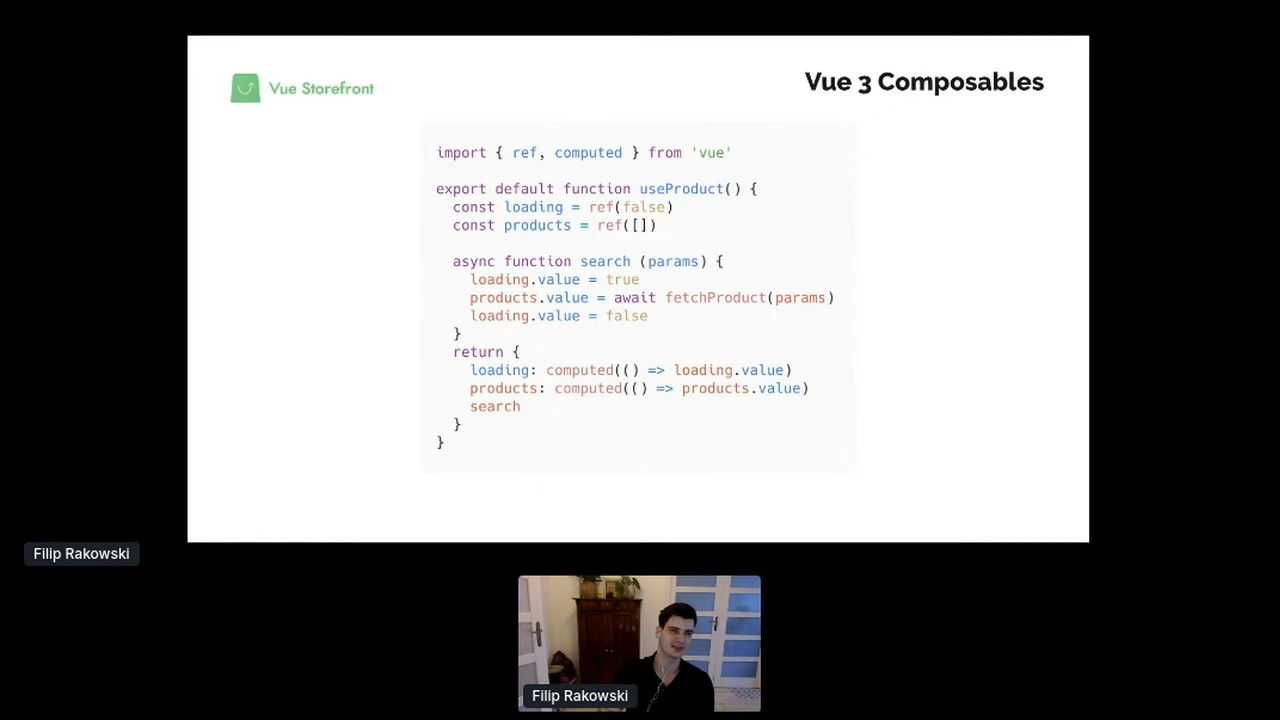 Vue Storefront
Vue 3 Composables
import { ref, computed } from 'vue'
export default function useProduct() {
const loading = ref(false)
const products = ref([])
async function search (params) {
loading.value = true
products.value = await fetchProduct(params)
loading.value = false
}
return {
loading: computed(() => loading.value)
products: computed(() => products.value)
search
}
}
Filip Rakowski
Filip Rakowski